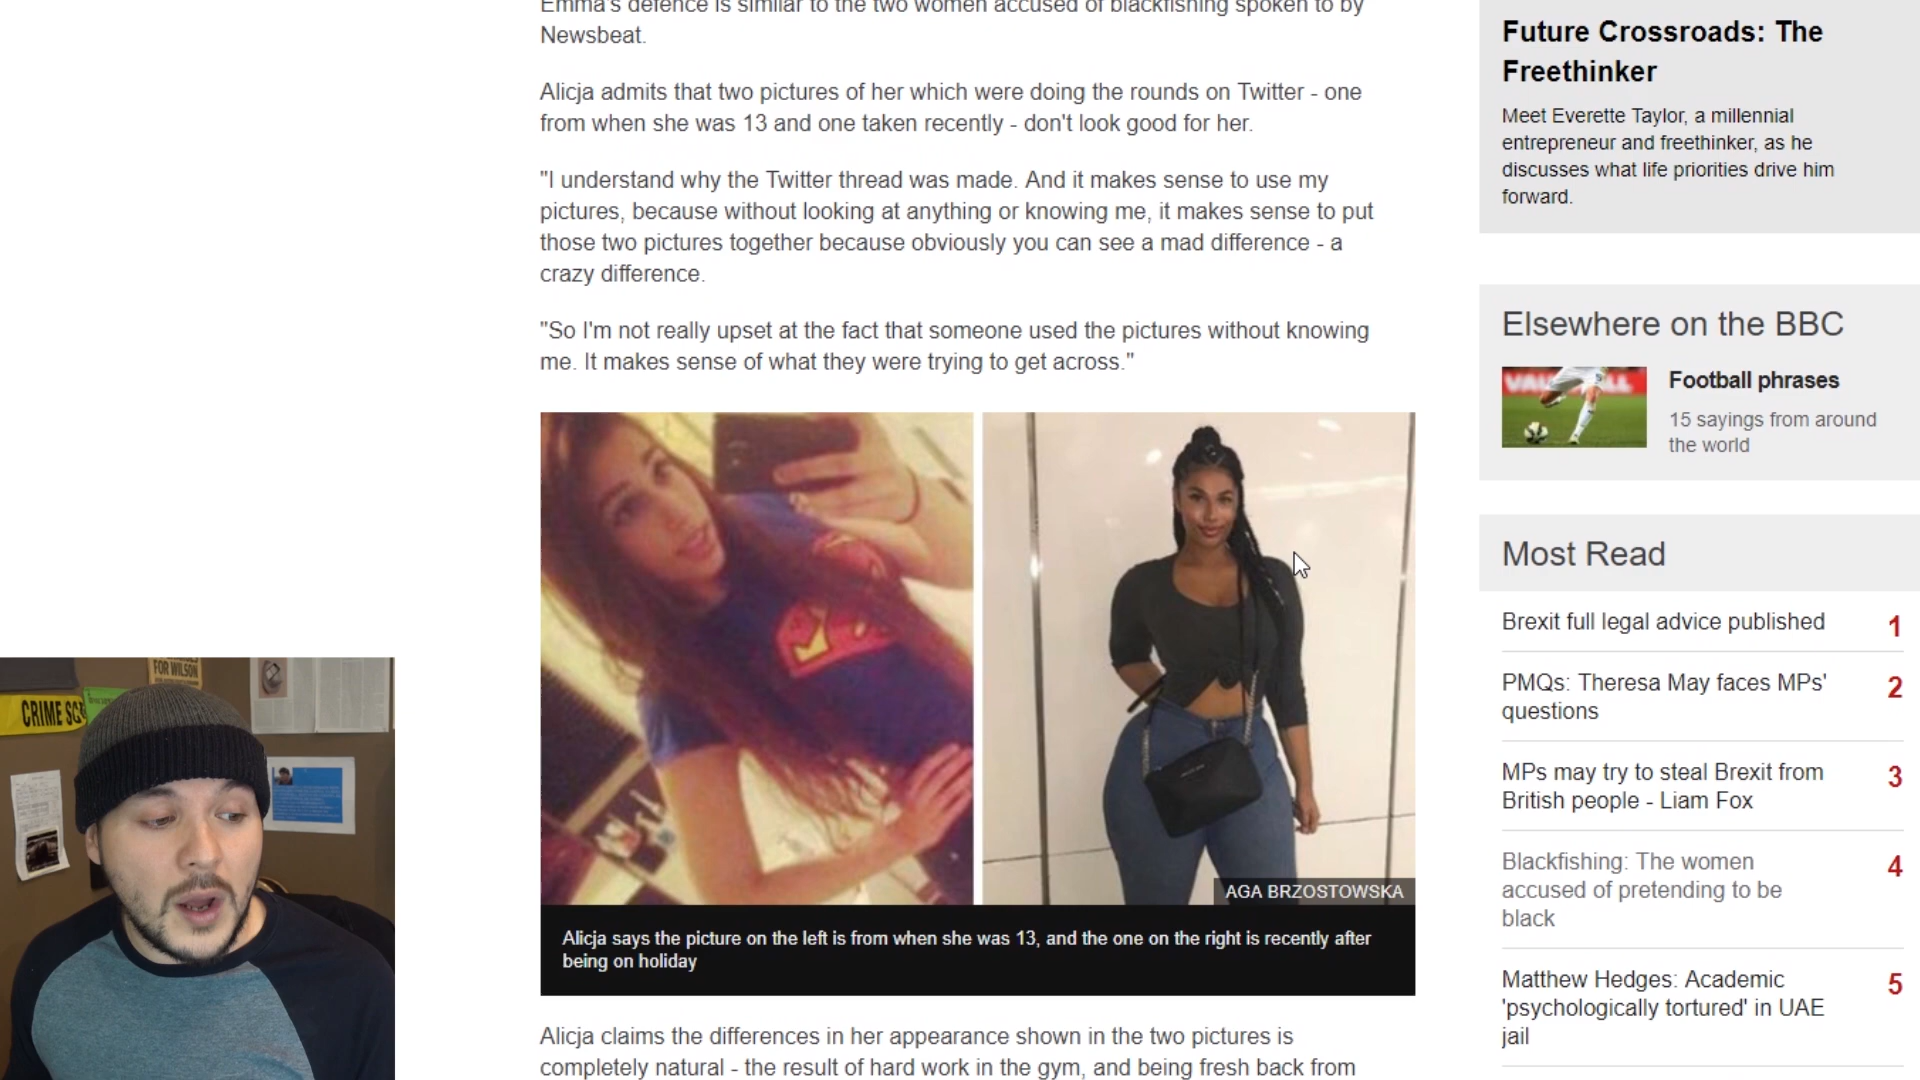 Emma's defence is similar to the two women accused of blackfishing spoken to by
Newsbeat.
Alicja admits that two pictures of her which were doing the rounds on Twitter - one
from when she was 13 and one taken recently - don't look good for her.
"I understand why the Twitter thread was made. And it makes sense to use my
pictures, because without looking at anything or knowing me, it makes sense to put
those two pictures together because obviously you can see a mad difference - a
crazy difference.
"So I'm not really upset at the fact that someone used the pictures without knowing
me. It makes sense of what they were trying to get across."
AGA BRZOSTOWSKA
Alicja says the picture on the left is from when she was 13, and the one on the right is recently after
being on holiday
Alicja claims the differences in her appearance shown in the two pictures is
completely natural - the result of hard work in the gym, and being fresh back from
Future Crossroads: The
Freethinker
Meet Everette Taylor, a millennial
entrepreneur and freethinker, as he
discusses what life priorities drive him
forward.
Elsewhere on the BBC
Football phrases
15 sayings from around
the world
Most Read
Brexit full legal advice published
1
PMQs: Theresa May faces MPs'
questions
2
MPs may try to steal Brexit from
British people - Liam Fox
3
Blackfishing: The women
accused of pretending to be
black
4
Matthew Hedges: Academic
'psychologically tortured' in UAE
jail
5
FOR WILSON
CRIME SC